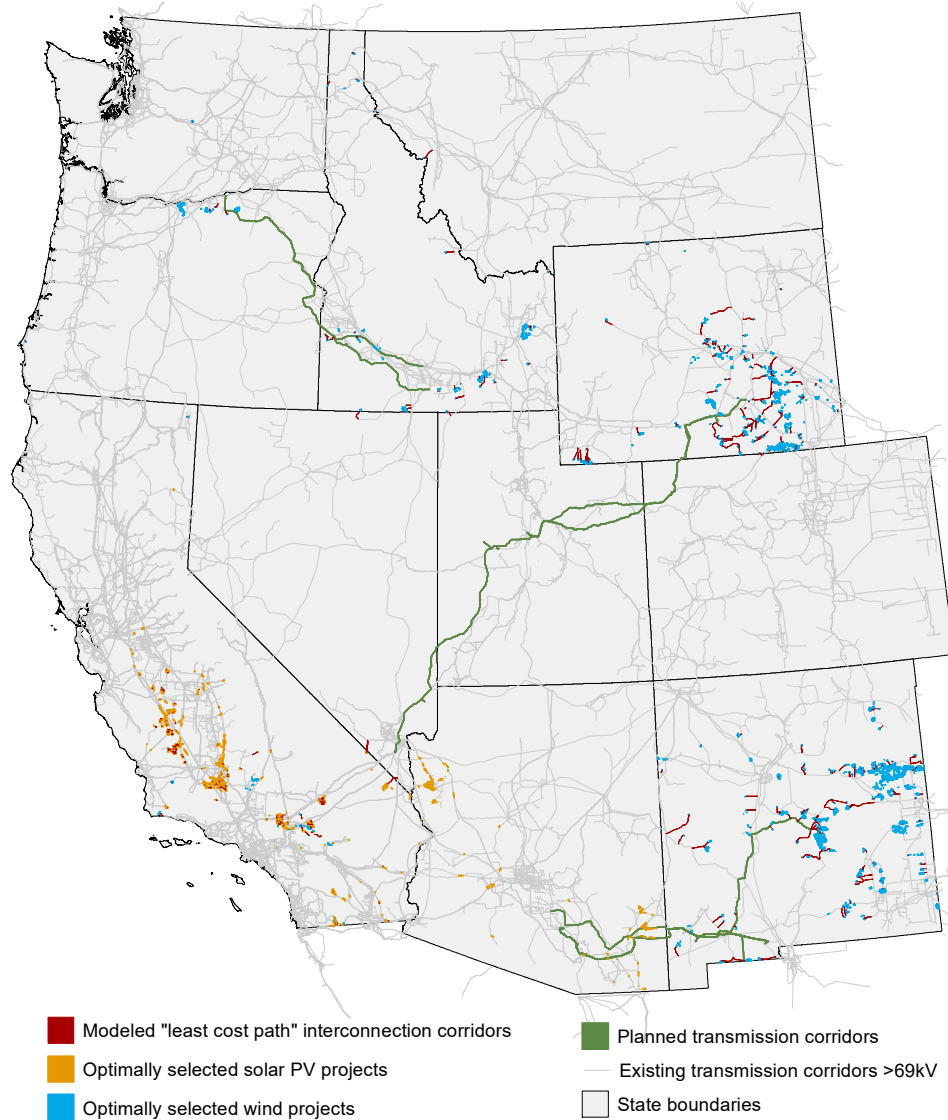 Modeled "least cost path" interconnection corridors
Optimally selected solar PV projects
Optimally selected wind projects
Planned transmission corridors
Existing transmission corridors >69kV
State boundaries